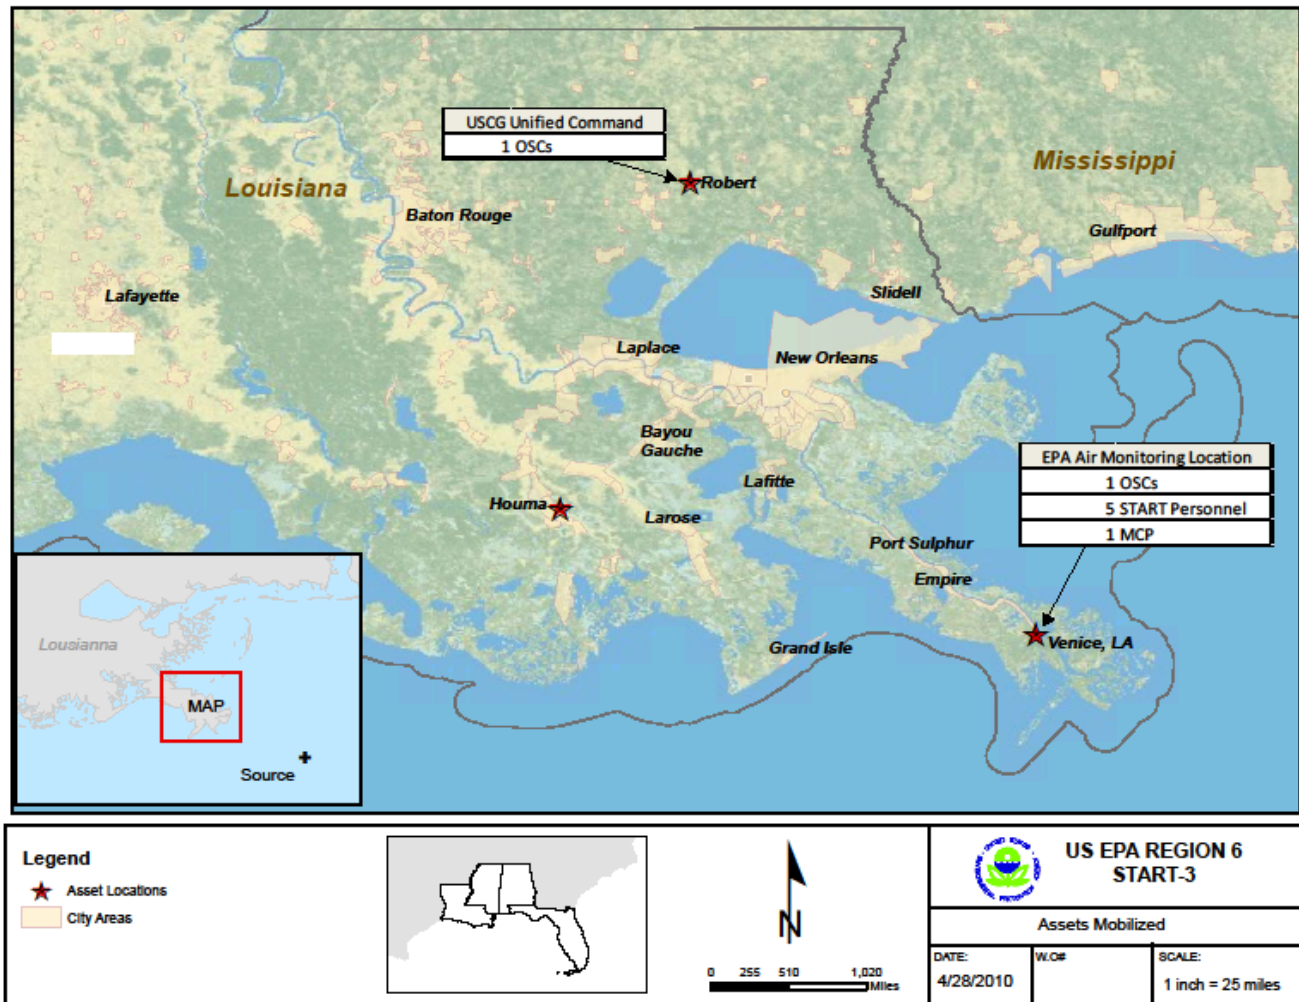 USCG Unified Command
1 OSCs
Mississippi
Louisiana
Robert
Baton Rouge
Gulfport
Lafayette
Slidell
Laplace
New Orleans
Bayou
Gauche
EPA Air Monitoring Location
1 OSCs
5 START Personnel
1 MCP
Lafitte
Houma
Larose
Port Sulphur
Empire
Grand Isle
Venice, LA
Lousianna
MAP
Source
Legend
Asset Locations
City Areas
N
0 255 510 1,020
Miles
US EPA REGION 6
START-3
Assets Mobilized
DATE:
4/28/2010
W.O#
SCALE:
1 inch = 25 miles